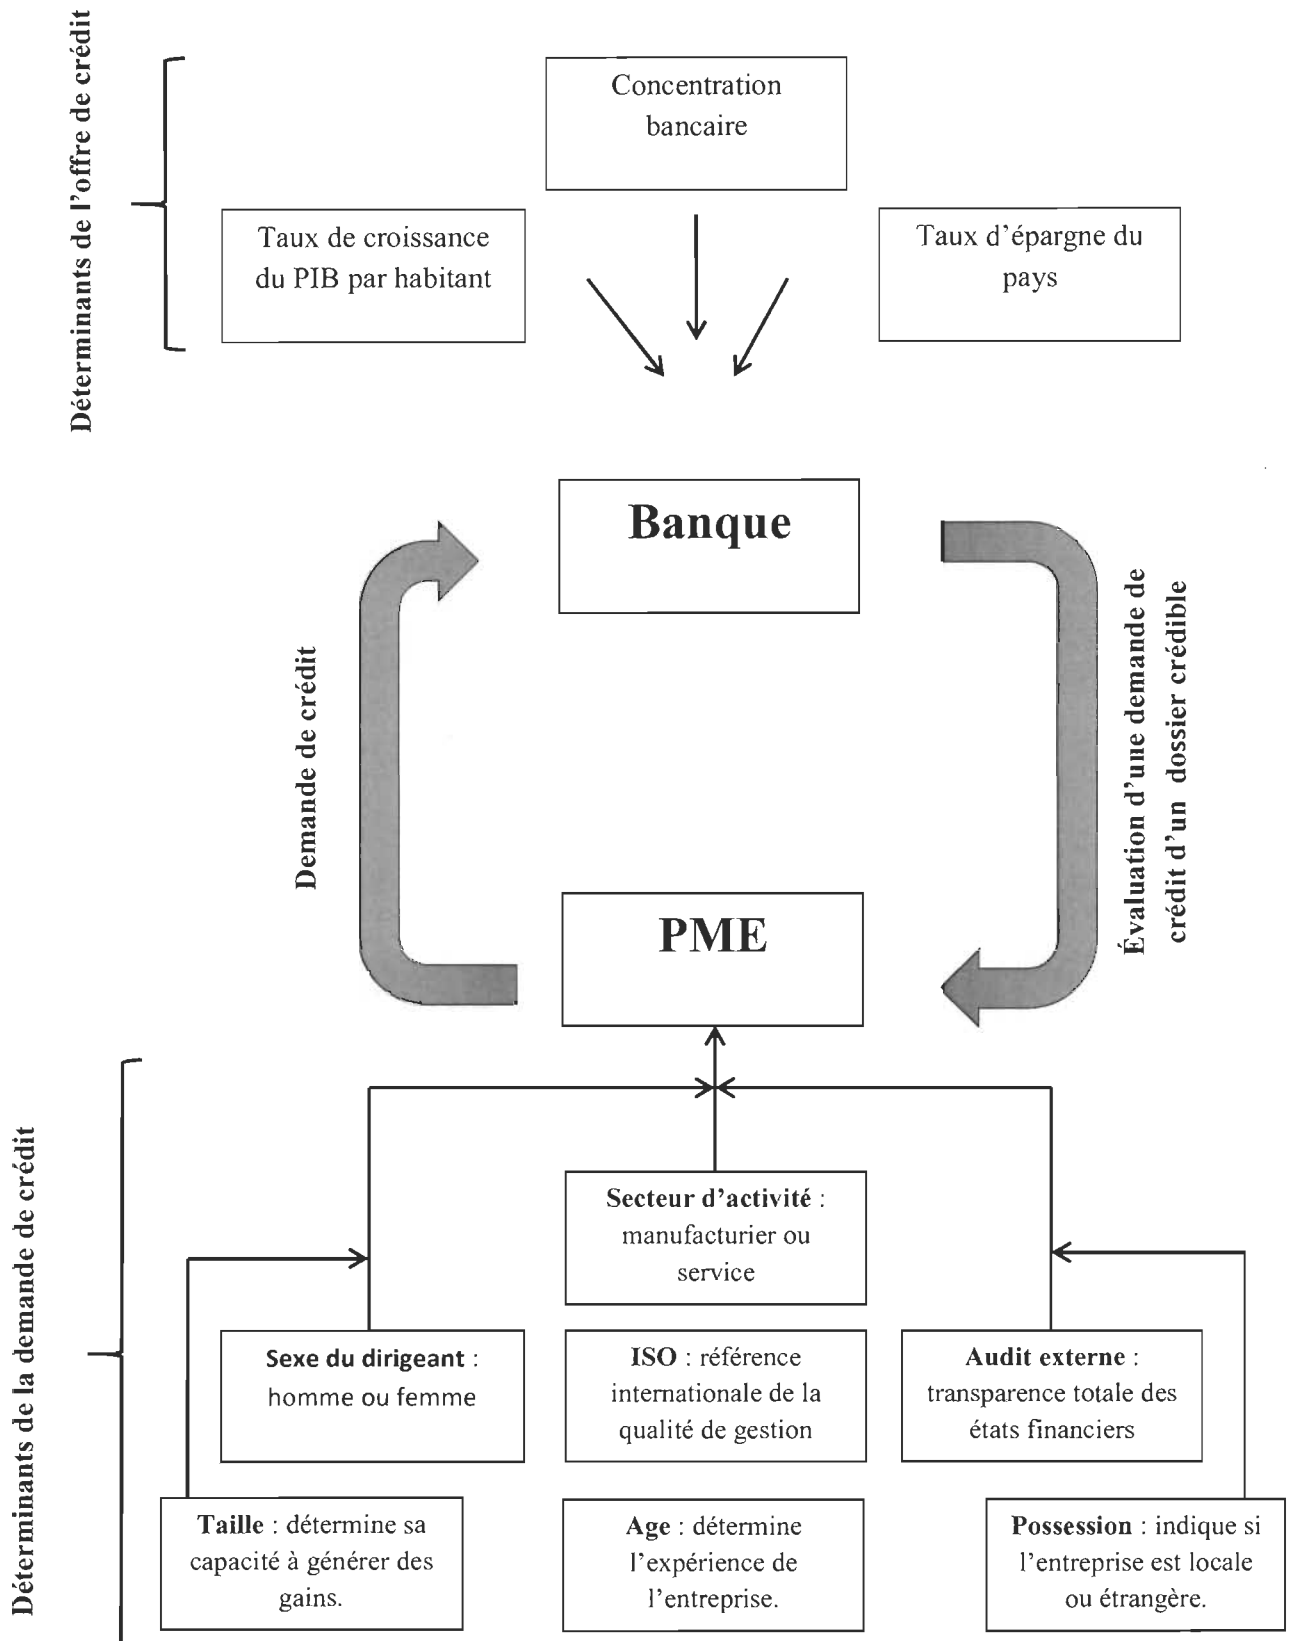 Déterminants de l'offre de crédit
Concentration
bancaire
Taux de croissance
du PIB par habitant
Taux d'épargne du
pays
Banque
Demande de crédit
Évaluation d'une demande de
crédit d'un dossier crédible
PME
Déterminants de la demande de crédit
Secteur d'activité :
manufacturier ou
service
Sexe du dirigeant :
homme ou femme
ISO : référence
internationale de la
qualité de gestion
Audit externe :
transparence totale des
états financiers
Taille : détermine sa
capacité à générer des
gains.
Age : détermine
l'expérience de
l'entreprise.
Possession : indique si
l'entreprise est locale
ou étrangère.